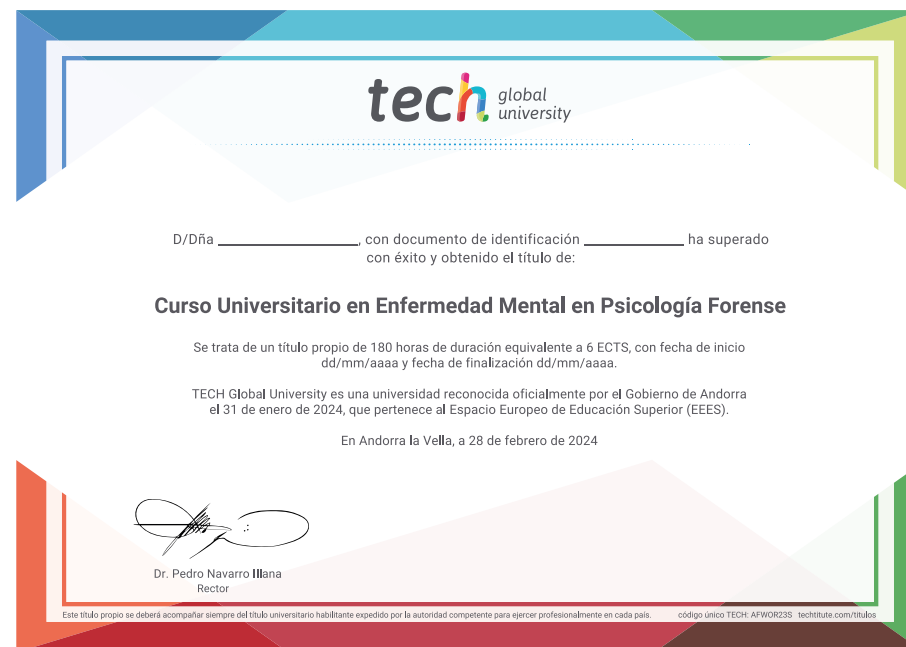 tech global
university
D/Dña ______________, con documento de identificación __________ ha superado
con éxito y obtenido el título de:
Curso Universitario en Enfermedad Mental en Psicología Forense
Se trata de un título propio de 180 horas de duración equivalente a 6 ECTS, con fecha de inicio
dd/mm/aaaa y fecha de finalización dd/mm/aaaa.
TECH Global University es una universidad reconocida oficialmente por el Gobierno de Andorra
el 31 de enero de 2024, que pertenece al Espacio Europeo de Educación Superior (EEES).
En Andorra la Vella, a 28 de febrero de 2024
Dr. Pedro Navarro Illana
Rector
Este título propio se deberá acompañar siempre del título universitario habilitante expedido por la autoridad competente para ejercer profesionalmente en cada país. código único TECH: AFWOR23S techtitute.com/titulos